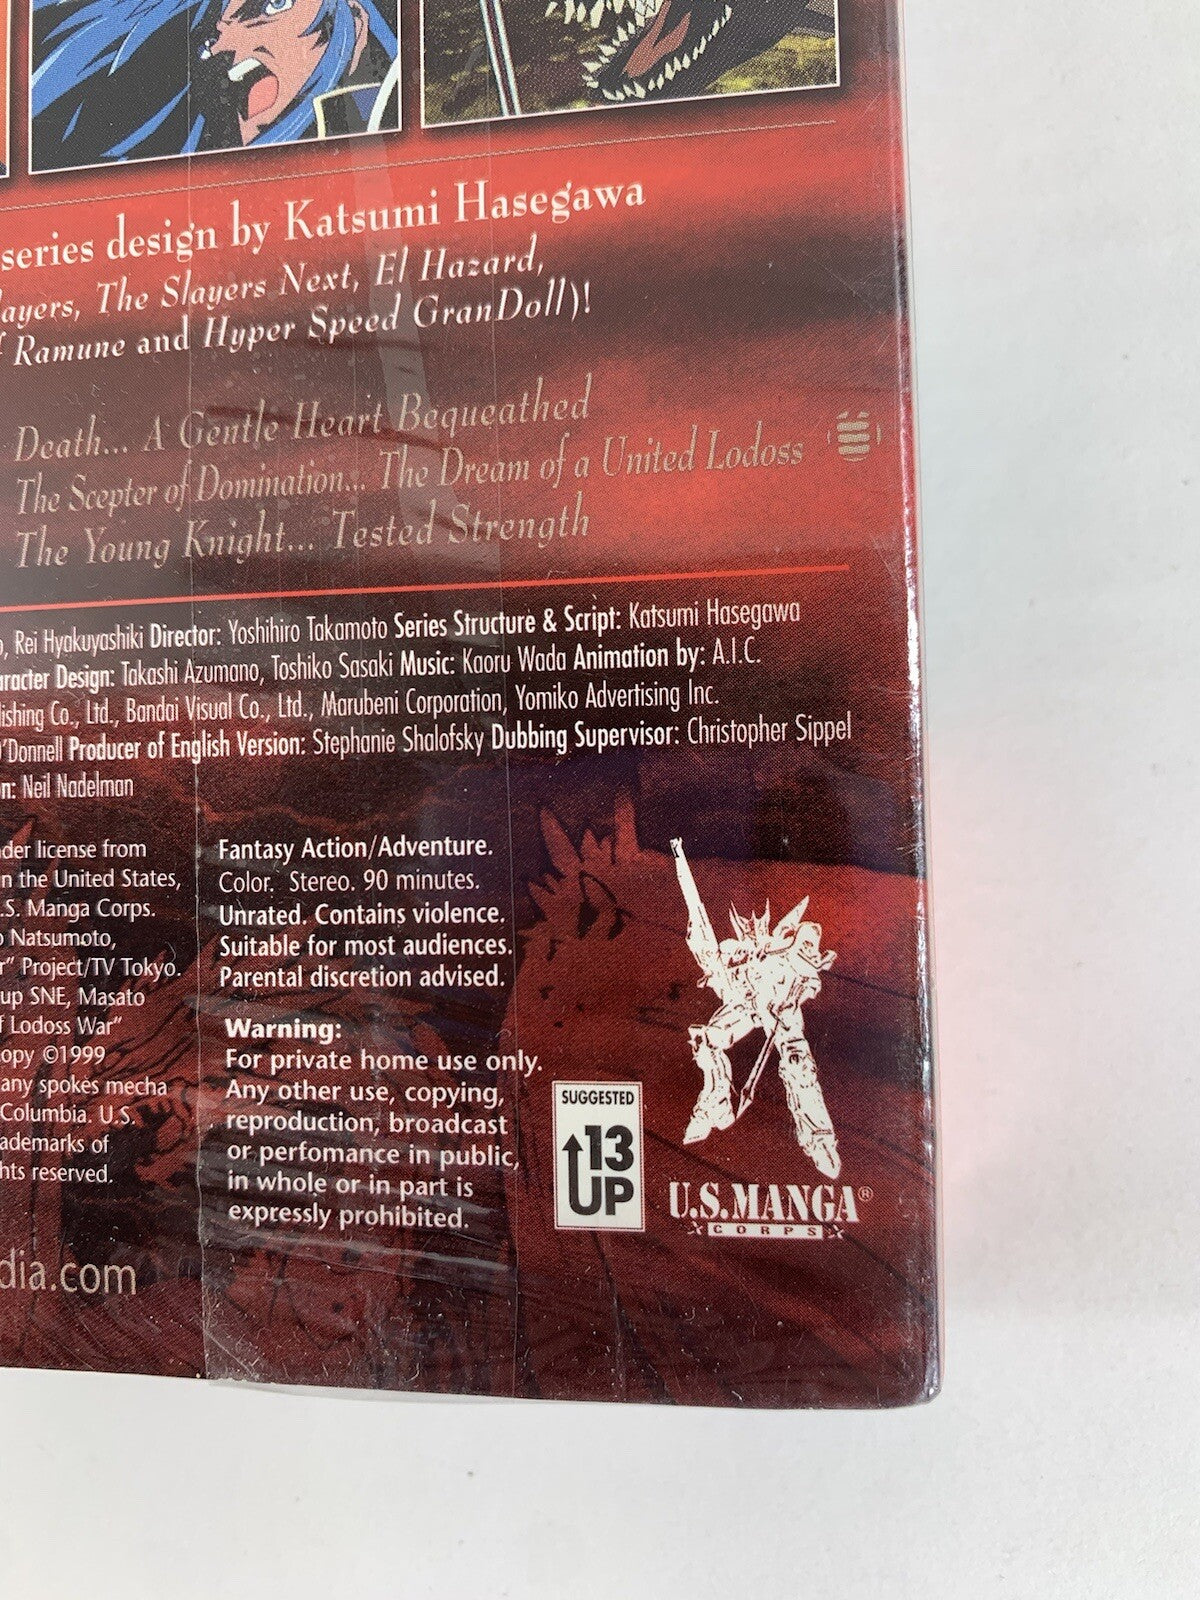 series design by Katsumi Hasegawa
layers, The Slayers Next, El Hazard,
f Ramune and Hyper Speed GranDoll)!
Death... A Gentle Heart Bequeathed
The Scepter of Domination... The Dream of a United Lodoss
The Young Knight... Tested Strength
o, Rei Hyakuyashiki Director: Yoshihiro Takamoto Series Structure & Script: Katsumi Hasegawa
aracter Design: Takashi Azumano, Toshiko Sasaki Music: Kaoru Wada Animation by: A.I.C.
lishing Co., Ltd., Bandai Visual Co., Ltd., Marubeni Corporation, Yomiko Advertising Inc.
O'Donnell Producer of English Version: Stephanie Shalofsky Dubbing Supervisor: Christopher Sippel
n: Neil Nadelman
der license from
n the United States,
.S. Manga Corps.
o Natsumoto,
r" Project/TV Tokyo.
up SNE, Masato
f Lodoss War"
opy ©1999
any spokes mecha
Columbia. U.S.
ademarks of
hts reserved.
dia.com
Fantasy Action/Adventure.
Color. Stereo. 90 minutes.
Unrated. Contains violence.
Suitable for most audiences.
Parental discretion advised.
Warning:
For private home use only.
Any other use, copying,
reproduction, broadcast
or perfomance in public,
in whole or in part is
expressly prohibited.
SUGGESTED
13
UP
U.S.MANGA®
CORPS